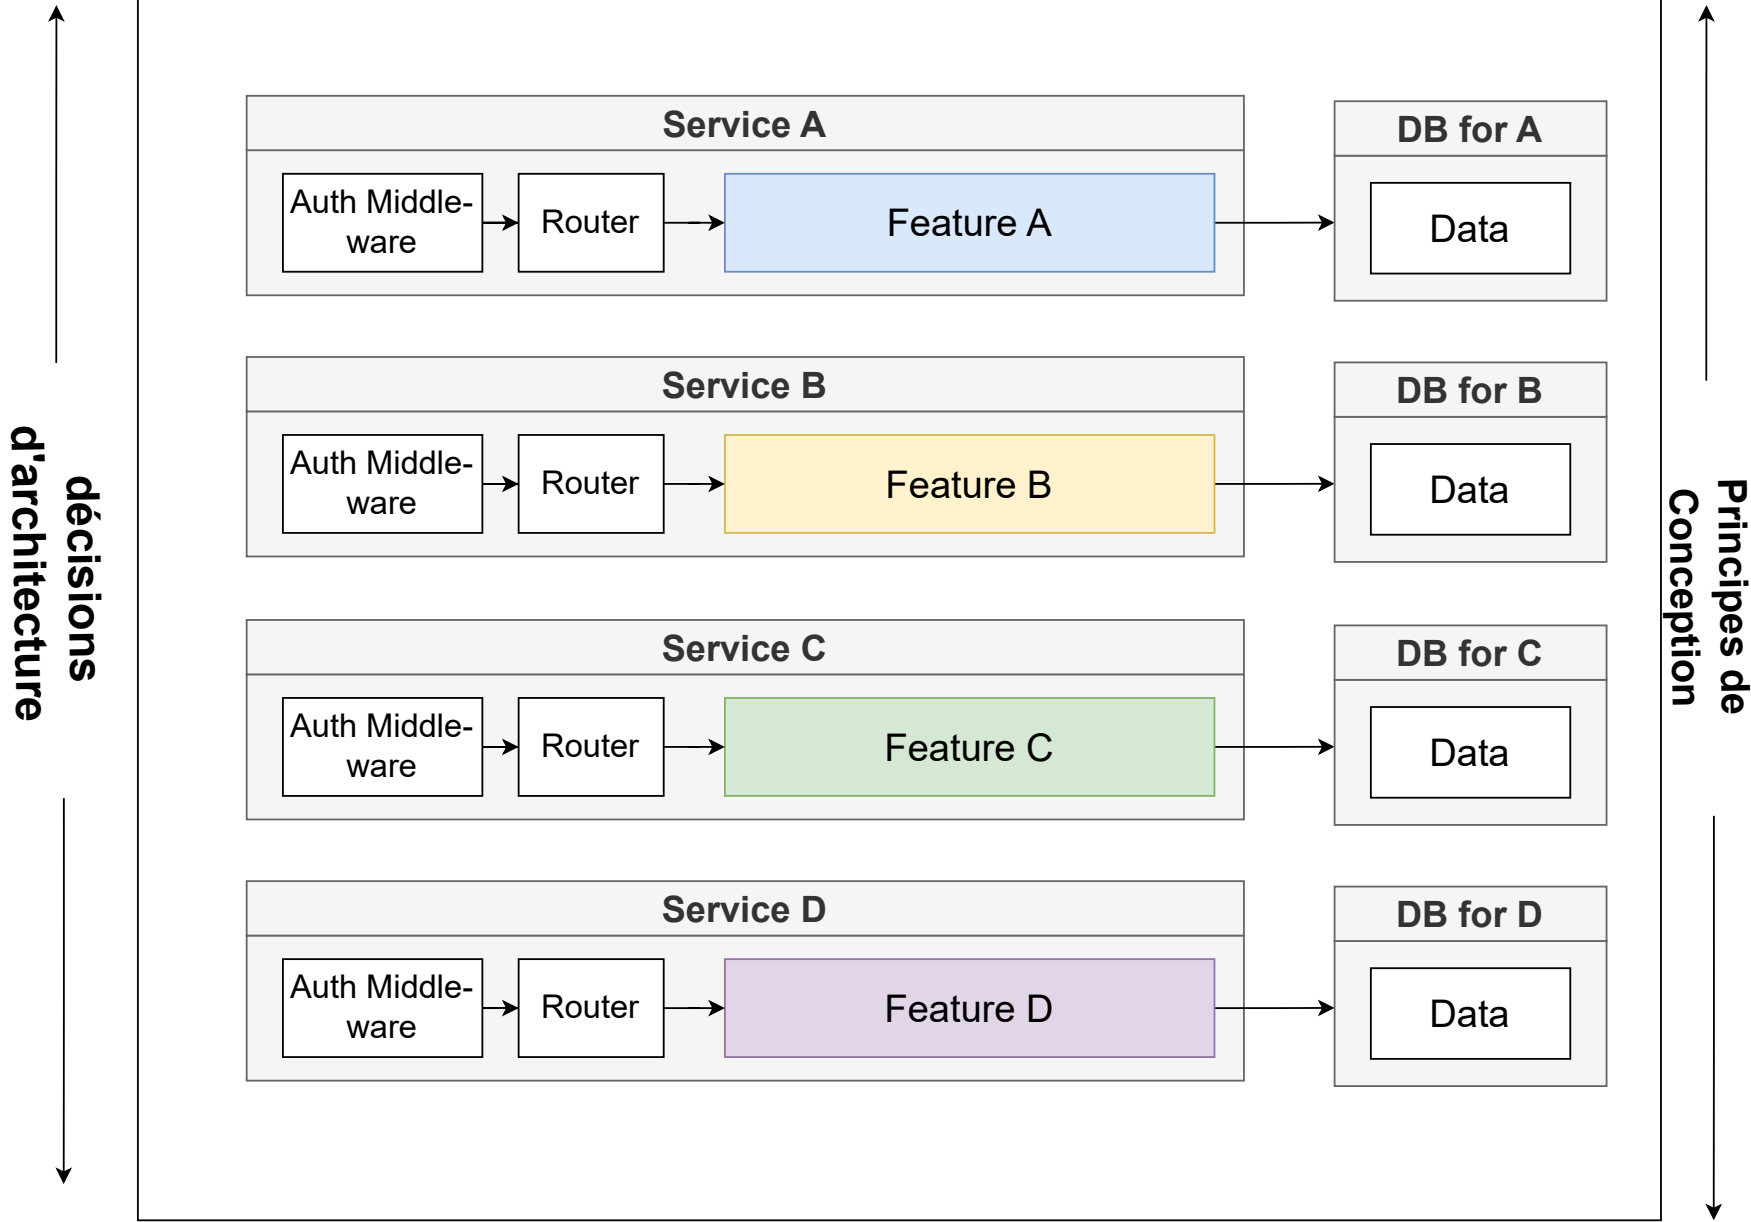 décisions
d'architecture
Service A
Auth Middle-
ware
Router
Feature A
DB for A
Data
Service B
Auth Middle-
ware
Router
Feature B
DB for B
Data
Service C
Auth Middle-
ware
Router
Feature C
DB for C
Data
Service D
Auth Middle-
ware
Router
Feature D
DB for D
Data
Principes de
Conception